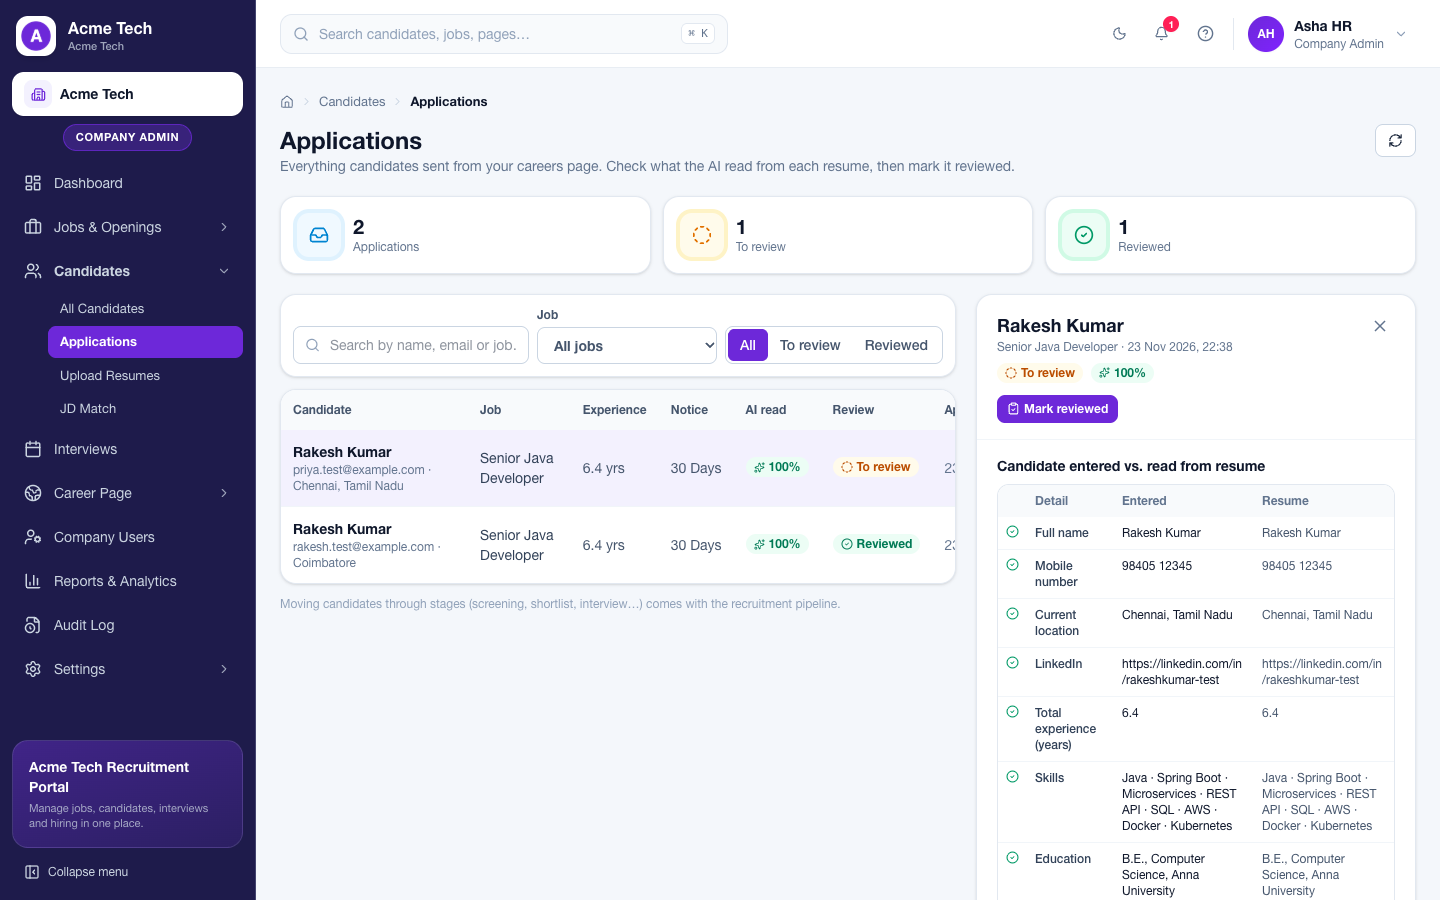 Acme Tech
Acme Tech
Acme Tech
COMPANY ADMIN
Dashboard
Jobs & Openings
Candidates
All Candidates
Applications
Upload Resumes
JD Match
Interviews
Career Page
Company Users
Reports & Analytics
Audit Log
Settings
Acme Tech Recruitment
Portal
Manage jobs, candidates, interviews
and hiring in one place.
Collapse menu
Search candidates, jobs, pages…
⌘ K
1
AH
Asha HR
Company Admin
Candidates
Applications
Applications
Everything candidates sent from your careers page. Check what the AI read from each resume, then mark it reviewed.
2
Applications
1
To review
1
Reviewed
Job
Search by name, email or job.
All jobs
All
To review
Reviewed
Candidate Job Experience Notice AI read Review Ap
Rakesh Kumar
priya.test@example.com ·
Chennai, Tamil Nadu
Senior Java
Developer
6.4 yrs
30 Days
100%
To review
23
Rakesh Kumar
rakesh.test@example.com ·
Coimbatore
Senior Java
Developer
6.4 yrs
30 Days
100%
Reviewed
23
Moving candidates through stages (screening, shortlist, interview…) comes with the recruitment pipeline.
Rakesh Kumar
Senior Java Developer · 23 Nov 2026, 22:38
To review
100%
Mark reviewed
Candidate entered vs. read from resume
Detail Entered Resume
Full name
Rakesh Kumar
Rakesh Kumar
Mobile
number
98405 12345
98405 12345
Current
location
Chennai, Tamil Nadu
Chennai, Tamil Nadu
LinkedIn
https://linkedin.com/in
/rakeshkumar-test
https://linkedin.com/in
/rakeshkumar-test
Total
experience
(years)
6.4
6.4
Skills
Java · Spring Boot ·
Microservices · REST
API · SQL · AWS ·
Docker · Kubernetes
Java · Spring Boot ·
Microservices · REST
API · SQL · AWS ·
Docker · Kubernetes
Education
B.E., Computer
Science, Anna
University
B.E., Computer
Science, Anna
University